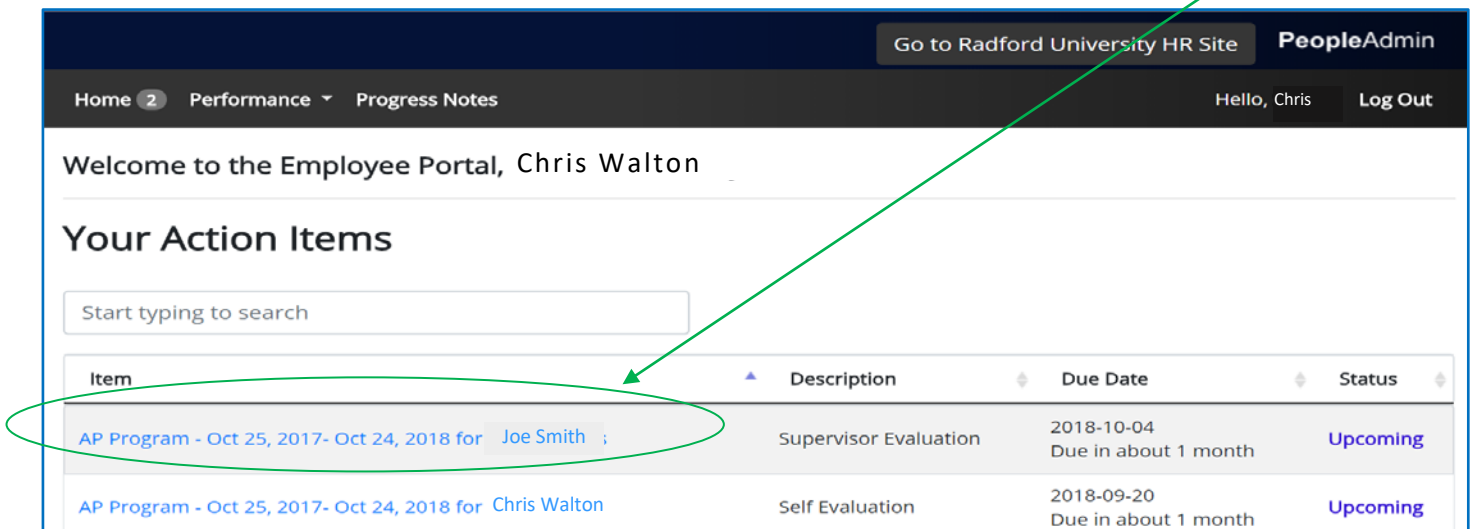 Go to Radford University HR Site PeopleAdmin
Home 2 Performance Progress Notes Hello, Chris Log Out
Welcome to the Employee Portal, Chris Walton
Your Action Items
Start typing to search
Item Description Due Date Status
AP Program - Oct 25, 2017- Oct 24, 2018 for Joe Smith Supervisor Evaluation 2018-10-04 Upcoming
Due in about 1 month
AP Program - Oct 25, 2017- Oct 24, 2018 for Chris Walton Self Evaluation 2018-09-20 Upcoming
Due in about 1 month